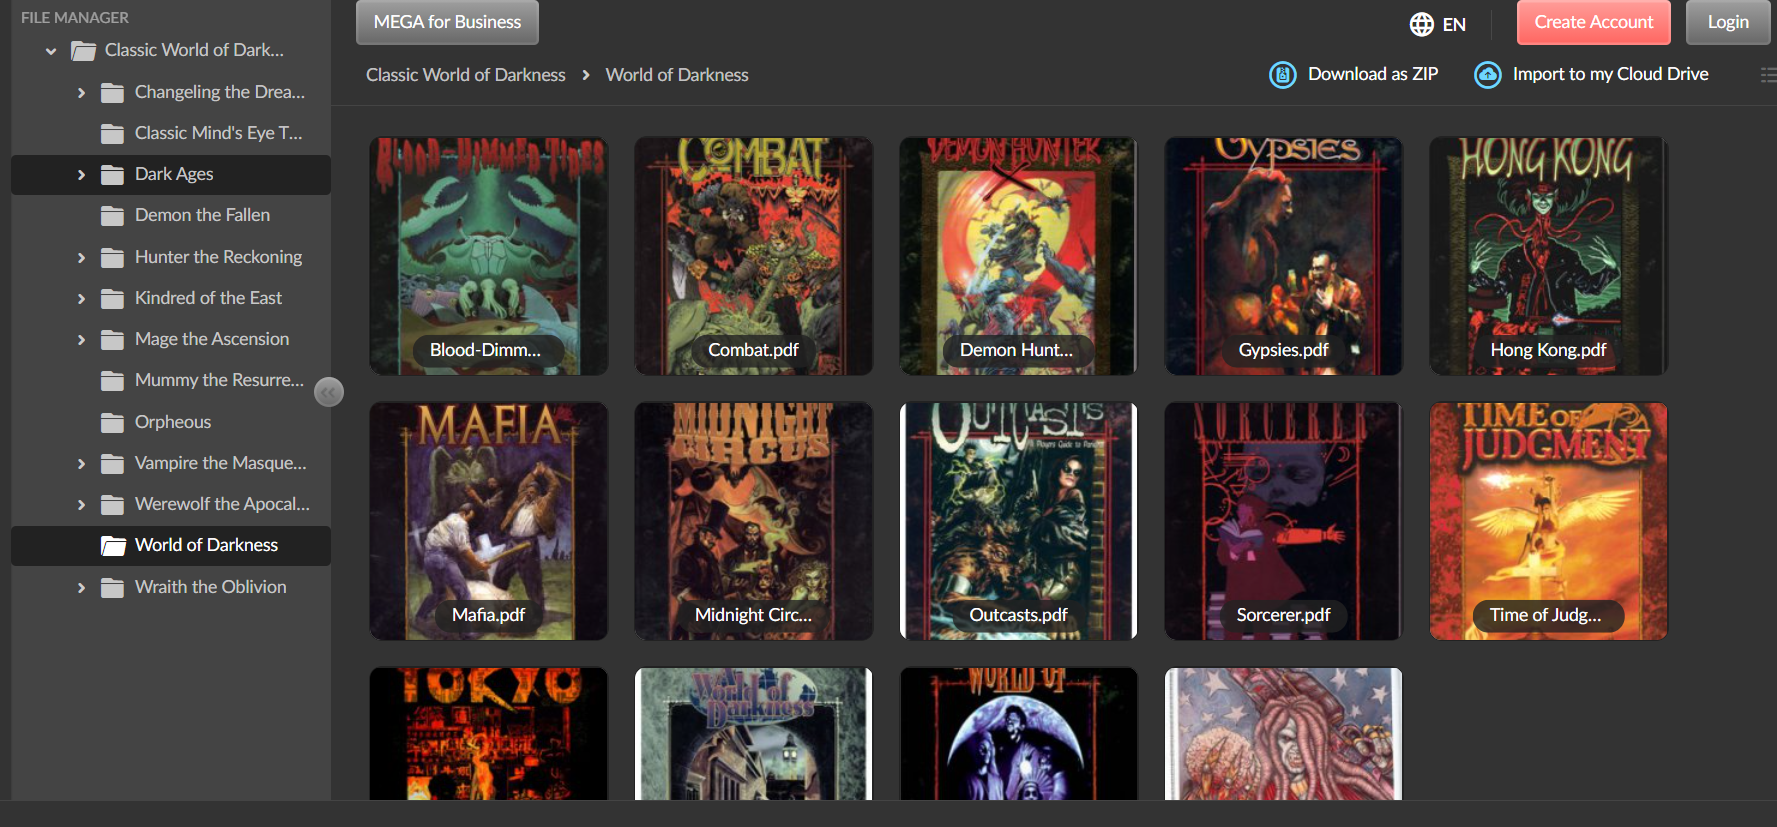 FILE MANAGER
Classic World of Dark...
Changeling the Drea...
Classic Mind's Eye T...
Dark Ages
Demon the Fallen
Hunter the Reckoning
Kindred of the East
Mage the Ascension
Mummy the Resurre...
Orpheous
Vampire the Masque...
Werewolf the Apocal...
World of Darkness
Wraith the Oblivion
MEGA for Business
EN
Create Account
Login
Classic World of Darkness > World of Darkness
Download as ZIP
Import to my Cloud Drive
BLOOD-DIMMED TIDES
Blood-Dimm...
COMBAT
Combat.pdf
DEMON HUNTER
X
Demon Hunt...
GYPSIES
Gypsies.pdf
HONG KONG
Hong Kong.pdf
MAFIA
Mafia.pdf
MIDNIGHT
CIRCUS
Midnight Circ...
OUTCASTS
A Players Guide to Pariahs
Outcasts.pdf
SORCERER
Sorcerer.pdf
TIME OF
JUDGMENT
Time of Judg...
TOKYO
World of
Darkness
WORLD OF